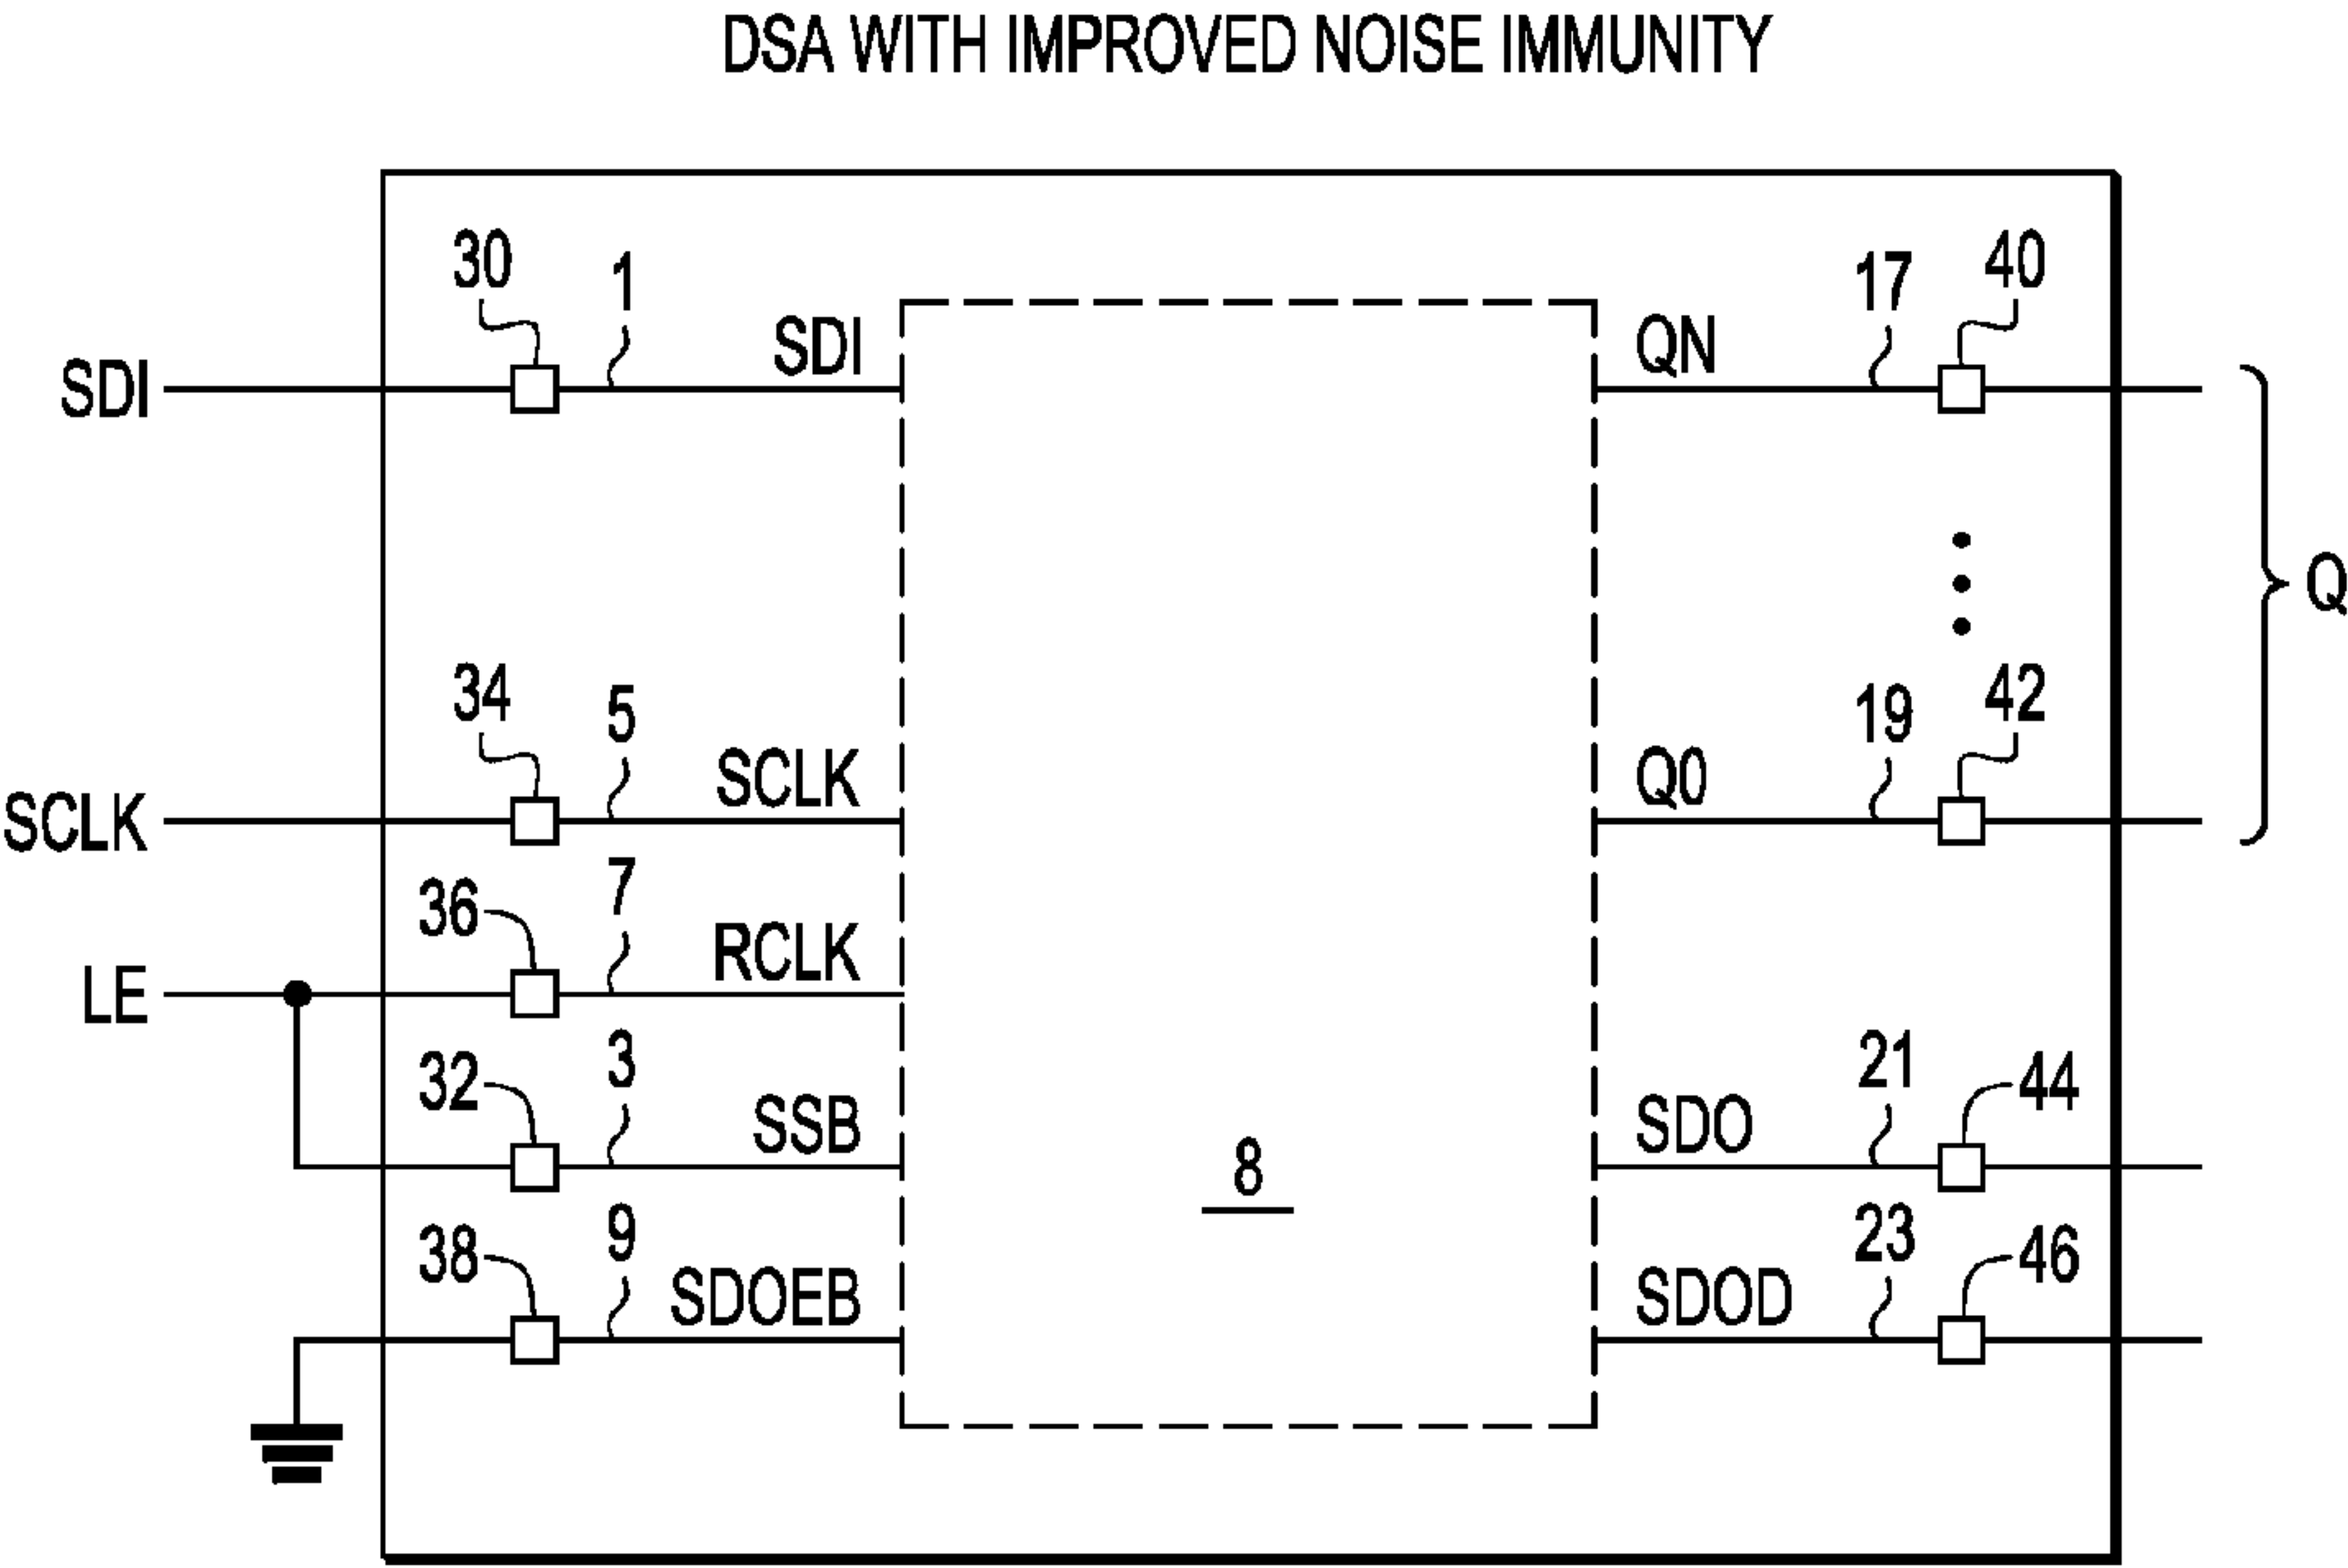 DSA WITH IMPROVED NOISE IMMUNITY
30
1
SDI
SDI
QN
17
40
Q
34
5
SCLK
SCLK
Q0
19
42
36
7
RCLK
LE
32
3
SSB
8
SDO
21
44
38
9
SDOEB
SDOD
23
46